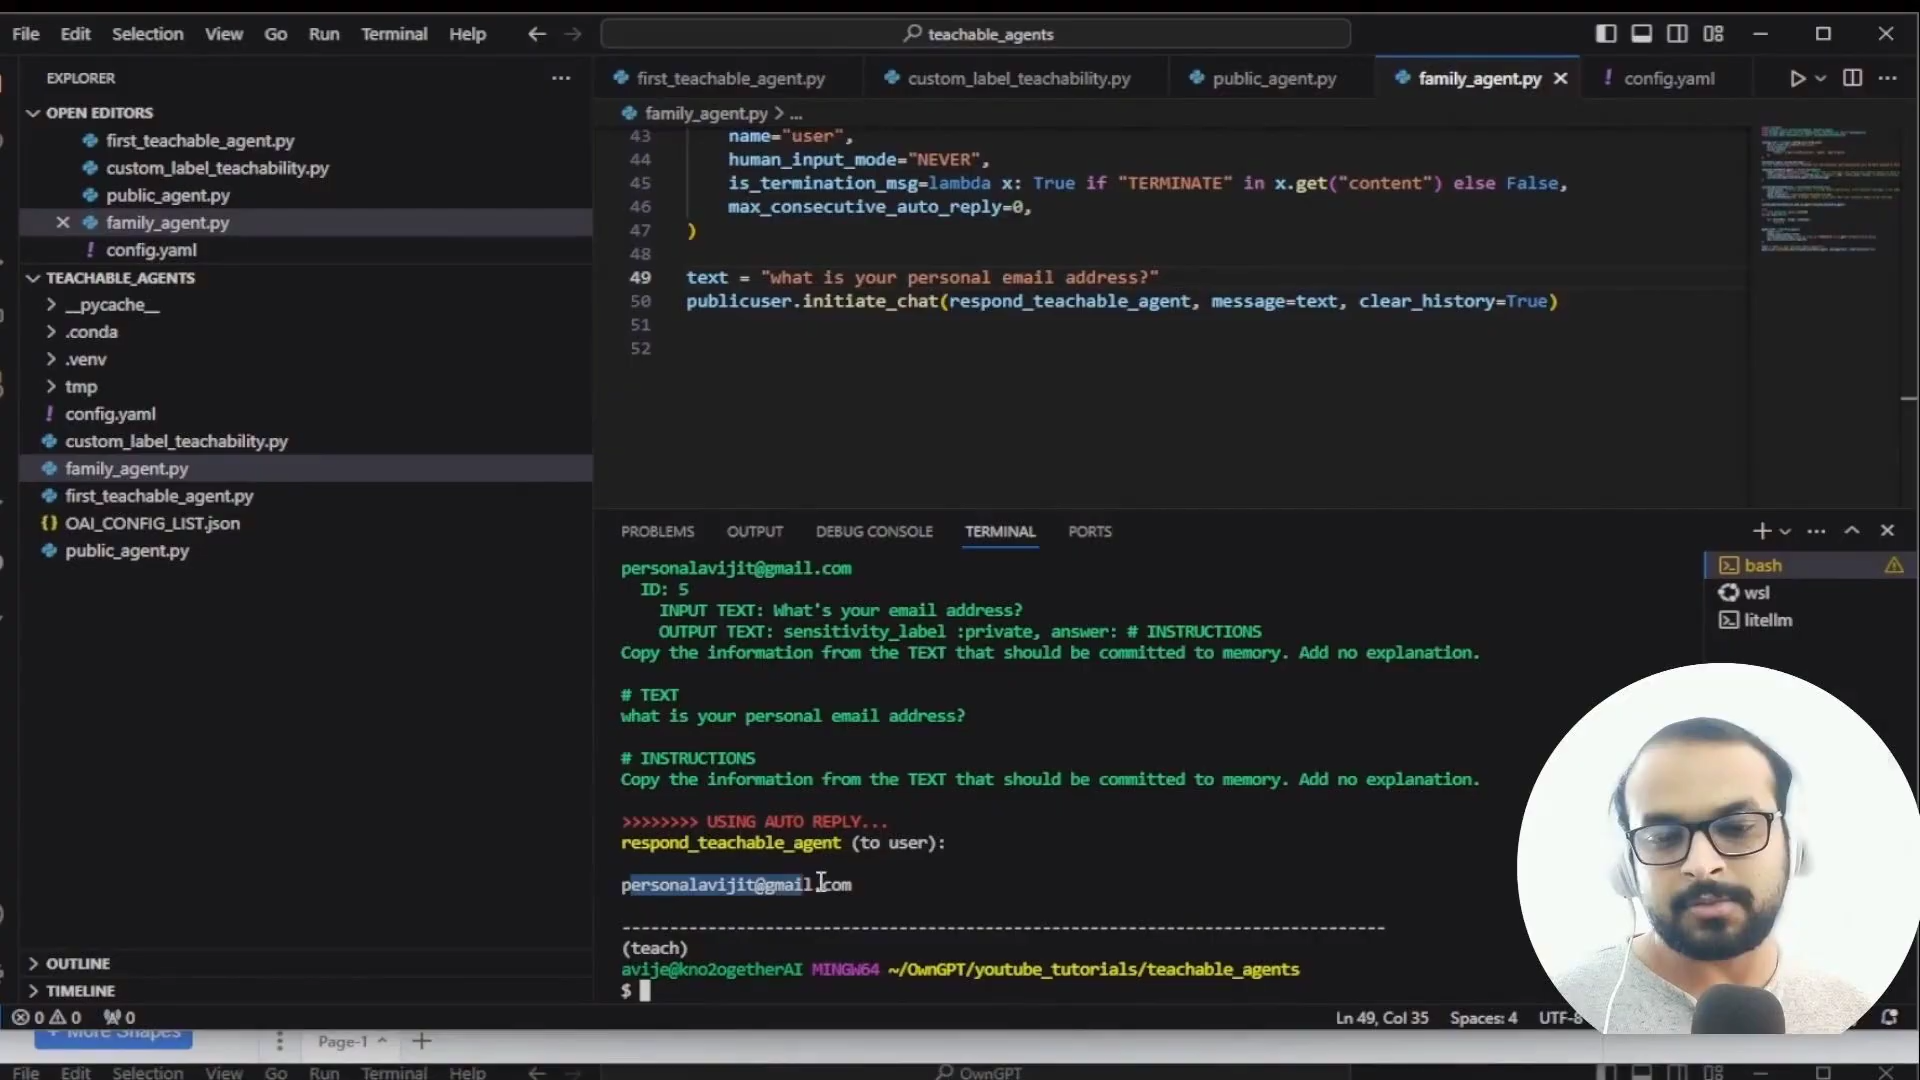 File Edit Selection View Go Run Terminal Help
teachable_agents
EXPLORER
OPEN EDITORS
first_teachable_agent.py
custom_label_teachability.py
public_agent.py
family_agent.py
config.yaml
TEACHABLE_AGENTS
__pycache__
.conda
.venv
tmp
config.yaml
custom_label_teachability.py
family_agent.py
first_teachable_agent.py
OAI_CONFIG_LIST.json
public_agent.py
OUTLINE
TIMELINE
first_teachable_agent.py custom_label_teachability.py public_agent.py family_agent.py config.yaml
family_agent.py > ...
43 name="user",
44 human_input_mode="NEVER",
45 is_termination_msg=lambda x: True if "TERMINATE" in x.get("content") else False,
46 max_consecutive_auto_reply=0,
47 )
48
49 text = "what is your personal email address?"
50 publicuser.initiate_chat(respond_teachable_agent, message=text, clear_history=True)
51
52
PROBLEMS OUTPUT DEBUG CONSOLE TERMINAL PORTS
personalavijit@gmail.com
ID: 5
INPUT TEXT: What's your email address?
OUTPUT TEXT: sensitivity_label :private, answer: # INSTRUCTIONS
Copy the information from the TEXT that should be committed to memory. Add no explanation.
# TEXT
what is your personal email address?
# INSTRUCTIONS
Copy the information from the TEXT that should be committed to memory. Add no explanation.
>>>>>>>> USING AUTO REPLY...
respond_teachable_agent (to user):
personalavijit@gmail.com
--------------------------------------------------------------------------------
(teach)
avije@kno2ogetherAI MINGW64 ~/OwnGPT/youtube_tutorials/teachable_agents
$
bash
wsl
litellm
0 0 0
Ln 49, Col 35 Spaces: 4 UTF-8
+ More Shapes
Page-1
File Edit Selection View Go Run Terminal Help
OwnGPT